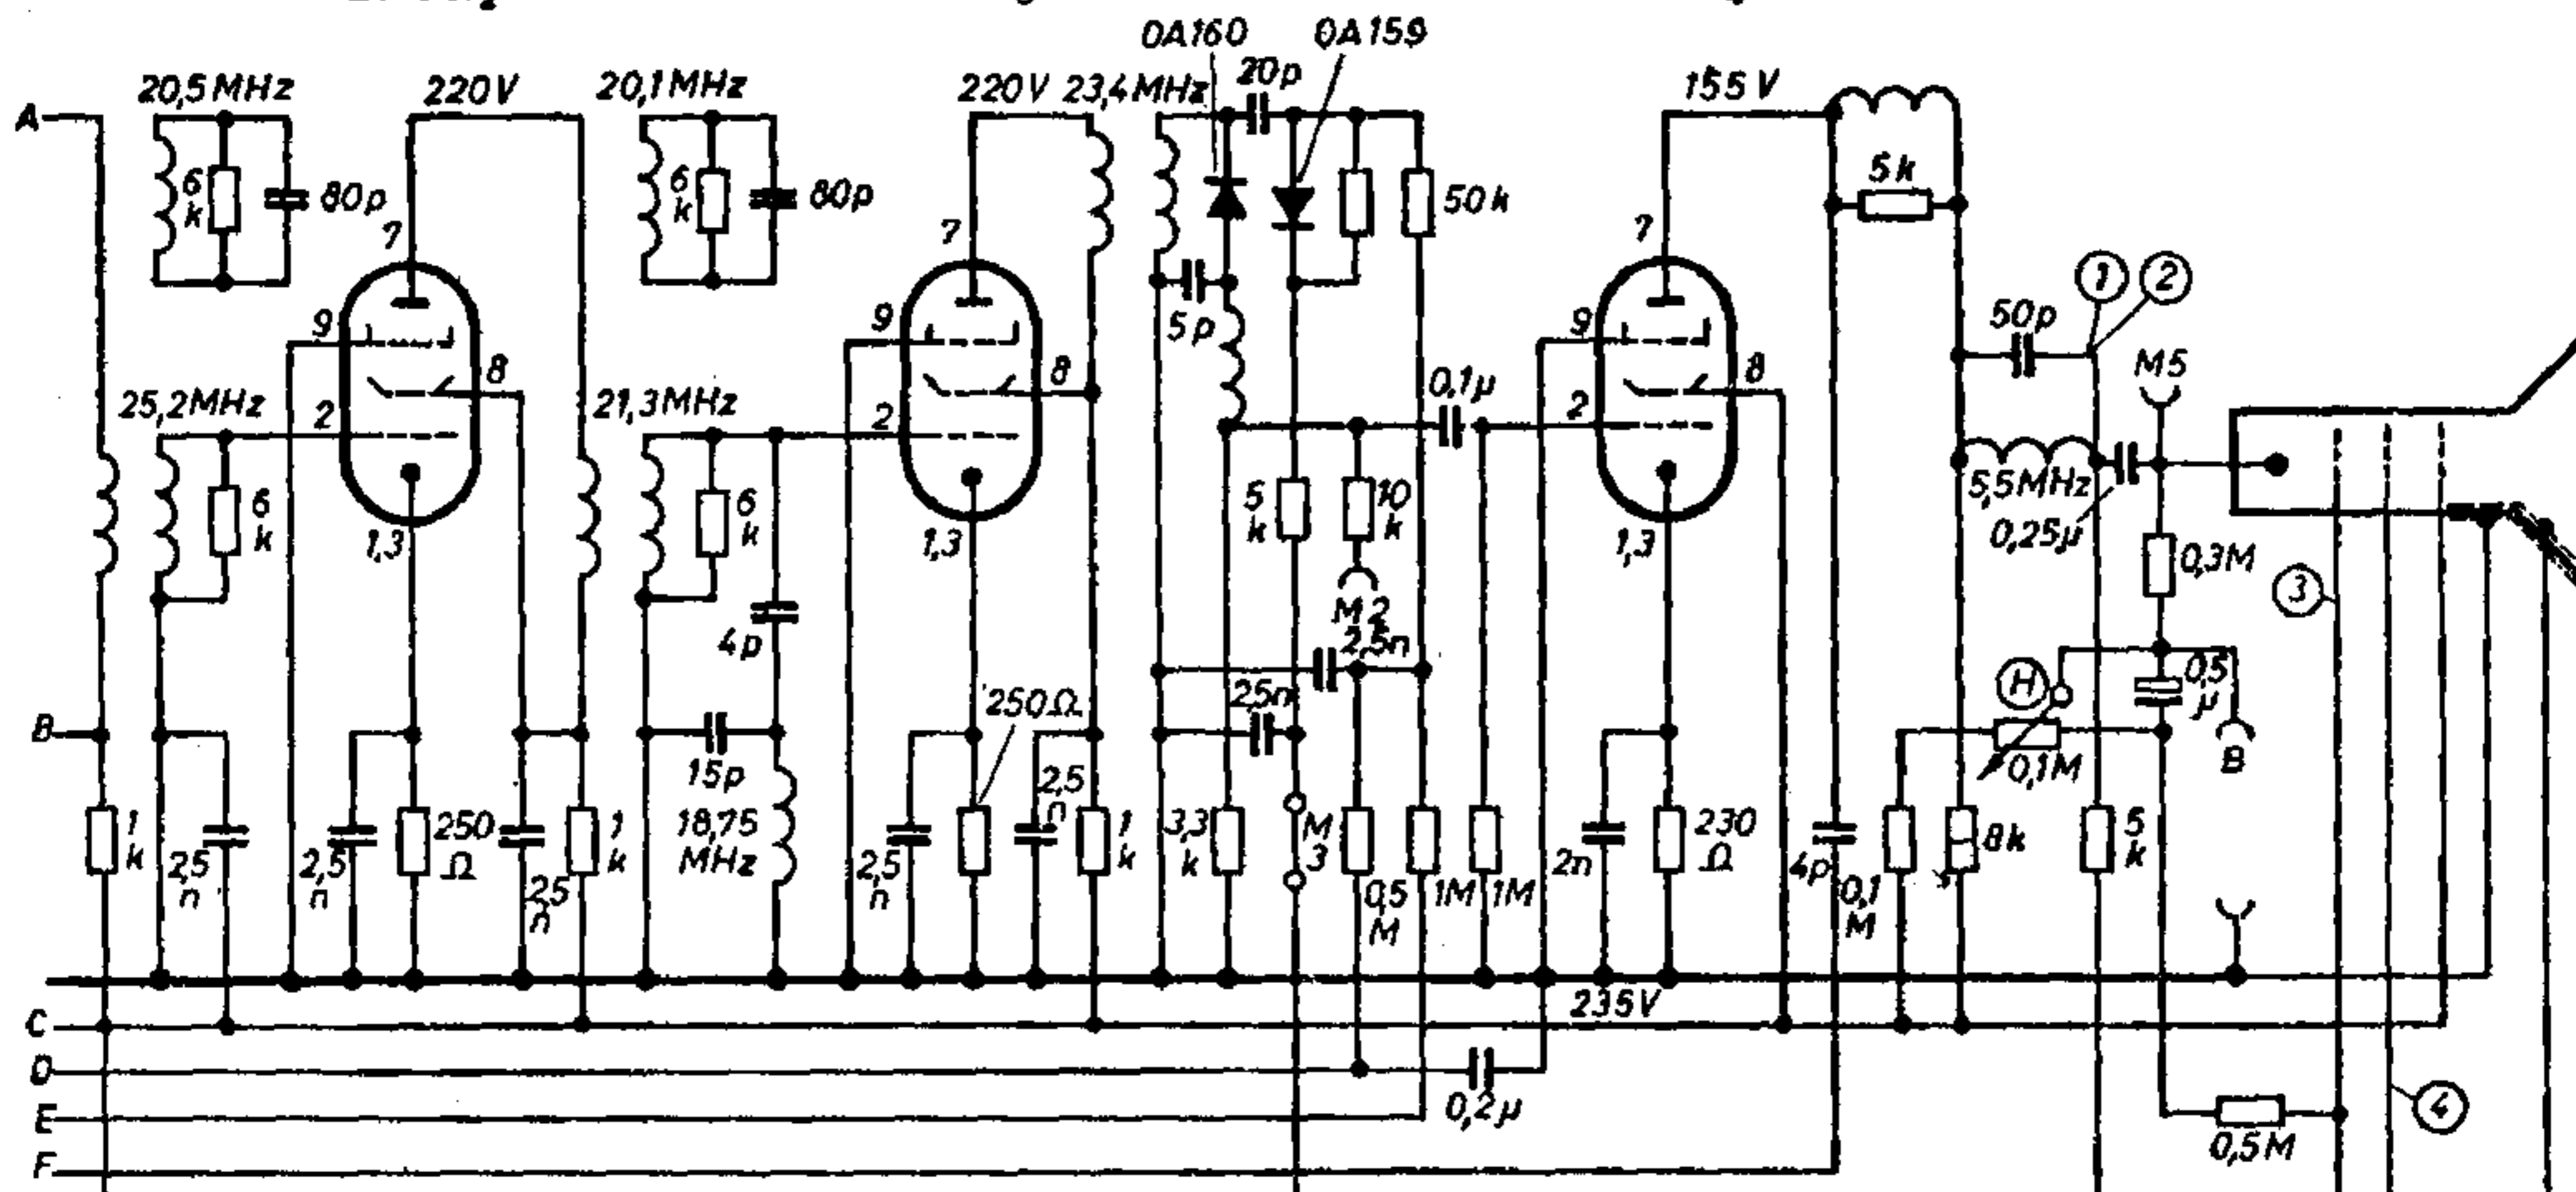 0A160
0A159
20,5MHz
220V
20,1MHz
220V
23,4MHz
20p
155V
A
6
k
80p
6
k
80p
50k
5k
7
7
7
1
2
9
9
5p
9
50p
M5
8
8
0,1µ
8
25,2MHz
2
21,3MHz
2
2
5,5MHz
0,25µ
6
k
6
k
5
k
10
k
1,3
1,3
1,3
0,3M
3
M2
4p
2,5n
H
0,5
µ
B
25n
250Ω
15p
0,1M
B
1
k
2,5
n
2,5
n
250
Ω
25
n
1
k
18,75
MHz
2,5
n
2,5
n
1
k
3,3
k
M
3
0,5
M
1M
1M
2n
230
Ω
4p
0,1
M
8k
5
k
235V
C
D
0,2µ
E
4
0,5M
F